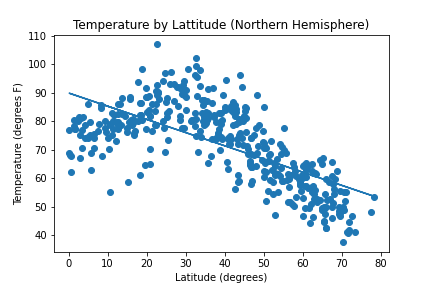 Temperature by Lattitude (Northern Hemisphere)
Temperature (degrees F)
110
100
90
80
70
60
50
40
0 10 20 30 40 50 60 70 80
Latitude (degrees)